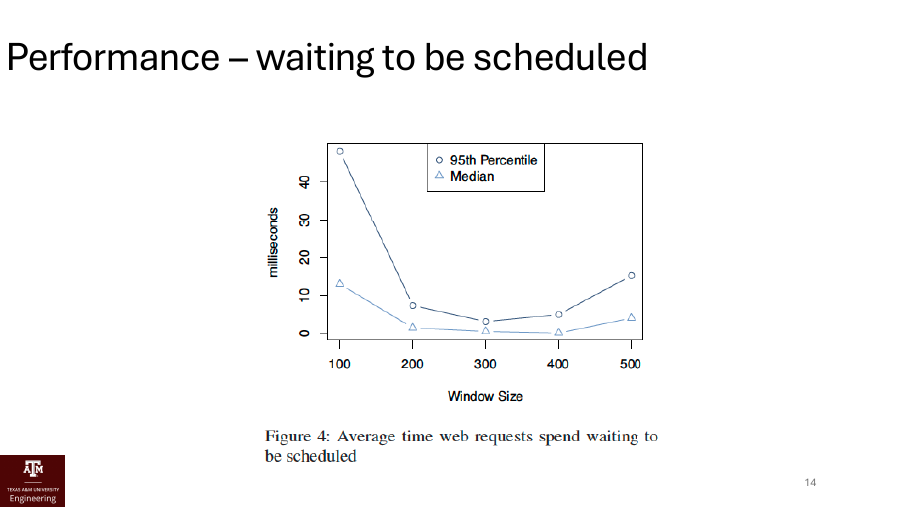 Performance – waiting to be scheduled
95th Percentile
Median
milliseconds
40
30
20
10
0
100 200 300 400 500
Window Size
Figure 4: Average time web requests spend waiting to
be scheduled
ATM
TEXAS A&M UNIVERSITY
Engineering
14